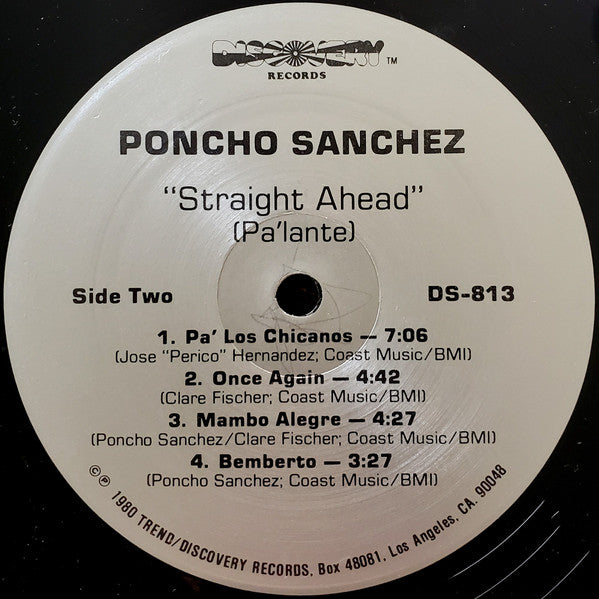 DISCOVERY ™
RECORDS
PONCHO SANCHEZ
“Straight Ahead”
(Pa'lante)
Side Two DS-813
1. Pa' Los Chicanos — 7:06
(Jose “Perico” Hernandez; Coast Music/BMI)
2. Once Again — 4:42
(Clare Fischer; Coast Music/BMI)
3. Mambo Alegre — 4:27
(Poncho Sanchez/Clare Fischer; Coast Music/BMI)
4. Bemberto — 3:27
(Poncho Sanchez; Coast Music/BMI)
© ℗ 1980 TREND/DISCOVERY RECORDS, Box 48081, Los Angeles, CA. 90048